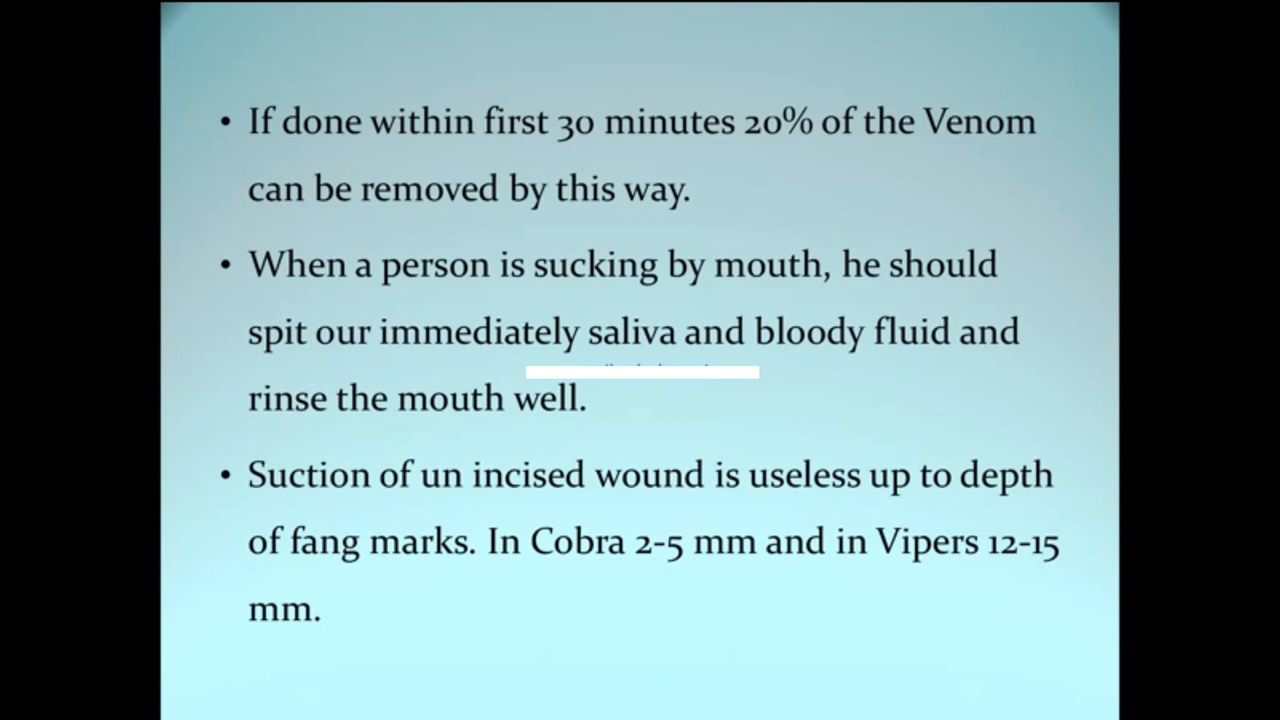 • If done within first 30 minutes 20% of the Venom
can be removed by this way.
• When a person is sucking by mouth, he should
spit our immediately saliva and bloody fluid and
rinse the mouth well.
• Suction of un incised wound is useless up to depth
of fang marks. In Cobra 2-5 mm and in Vipers 12-15
mm.